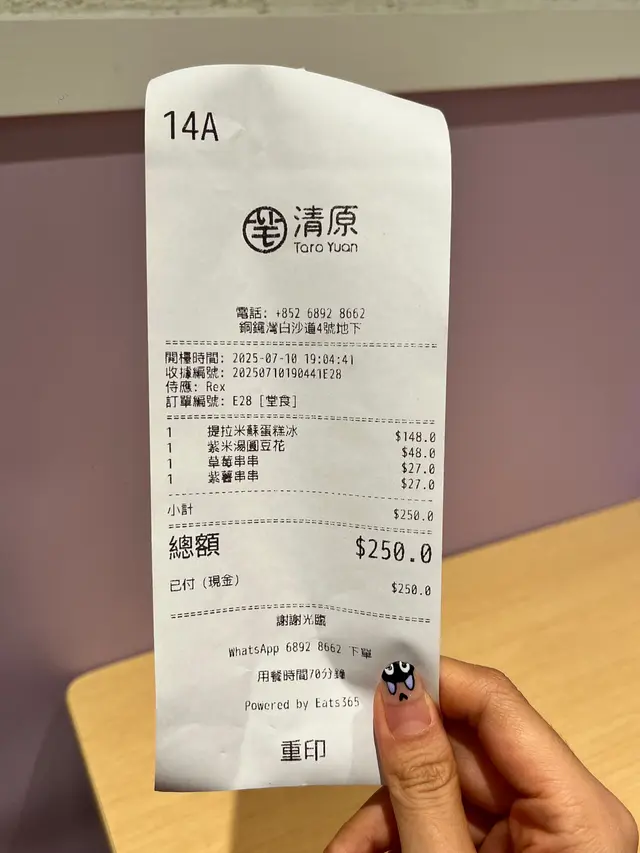 14A
清原
Taro Yuan
電話: +852 6892 8662
銅鑼灣白沙道4號地下
開檯時間: 2025-07-10 19:04:41
收據編號: 20250710190441E28
侍應: Rex
訂單編號: E28 [堂食]
1 提拉米蘇蛋糕冰 $148.0
1 紫米湯圓豆花 $48.0
1 草莓串串 $27.0
1 紫薯串串 $27.0
小計 $250.0
總額 $250.0
已付 (現金) $250.0
謝謝光臨
WhatsApp 6892 8662 下單
用餐時間70分鐘
Powered by Eats365
重印